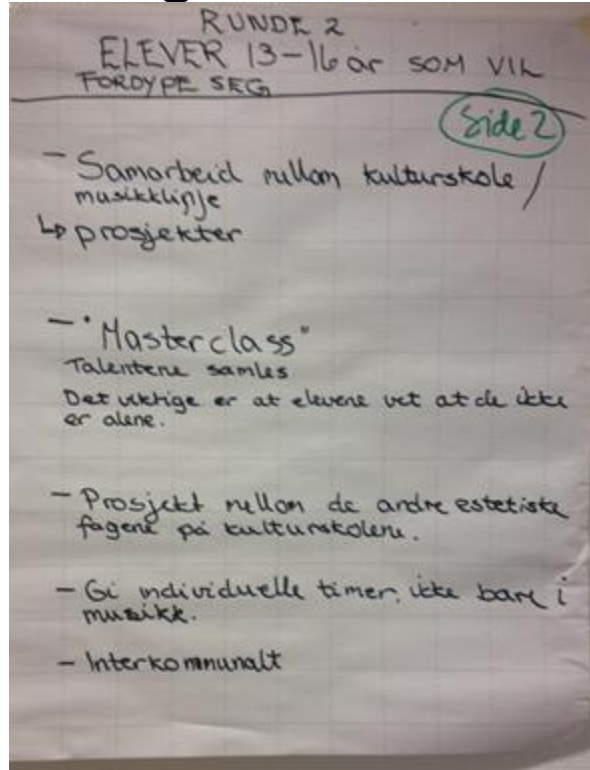 RUNDE 2
ELEVER 13-16 år SOM VIL
FORDYPE SEG
Side 2
- Samarbeid mellom kulturskole /
musikklinje
↳ prosjekter
- "Masterclass"
Talentene samles
Det viktige er at elevene vet at de ikke
er alene.
- Prosjekt mellom de andre estetiske
fagene på kulturskolene.
- Gi individuelle timer, ikke bare i
musikk.
- Interkommunalt